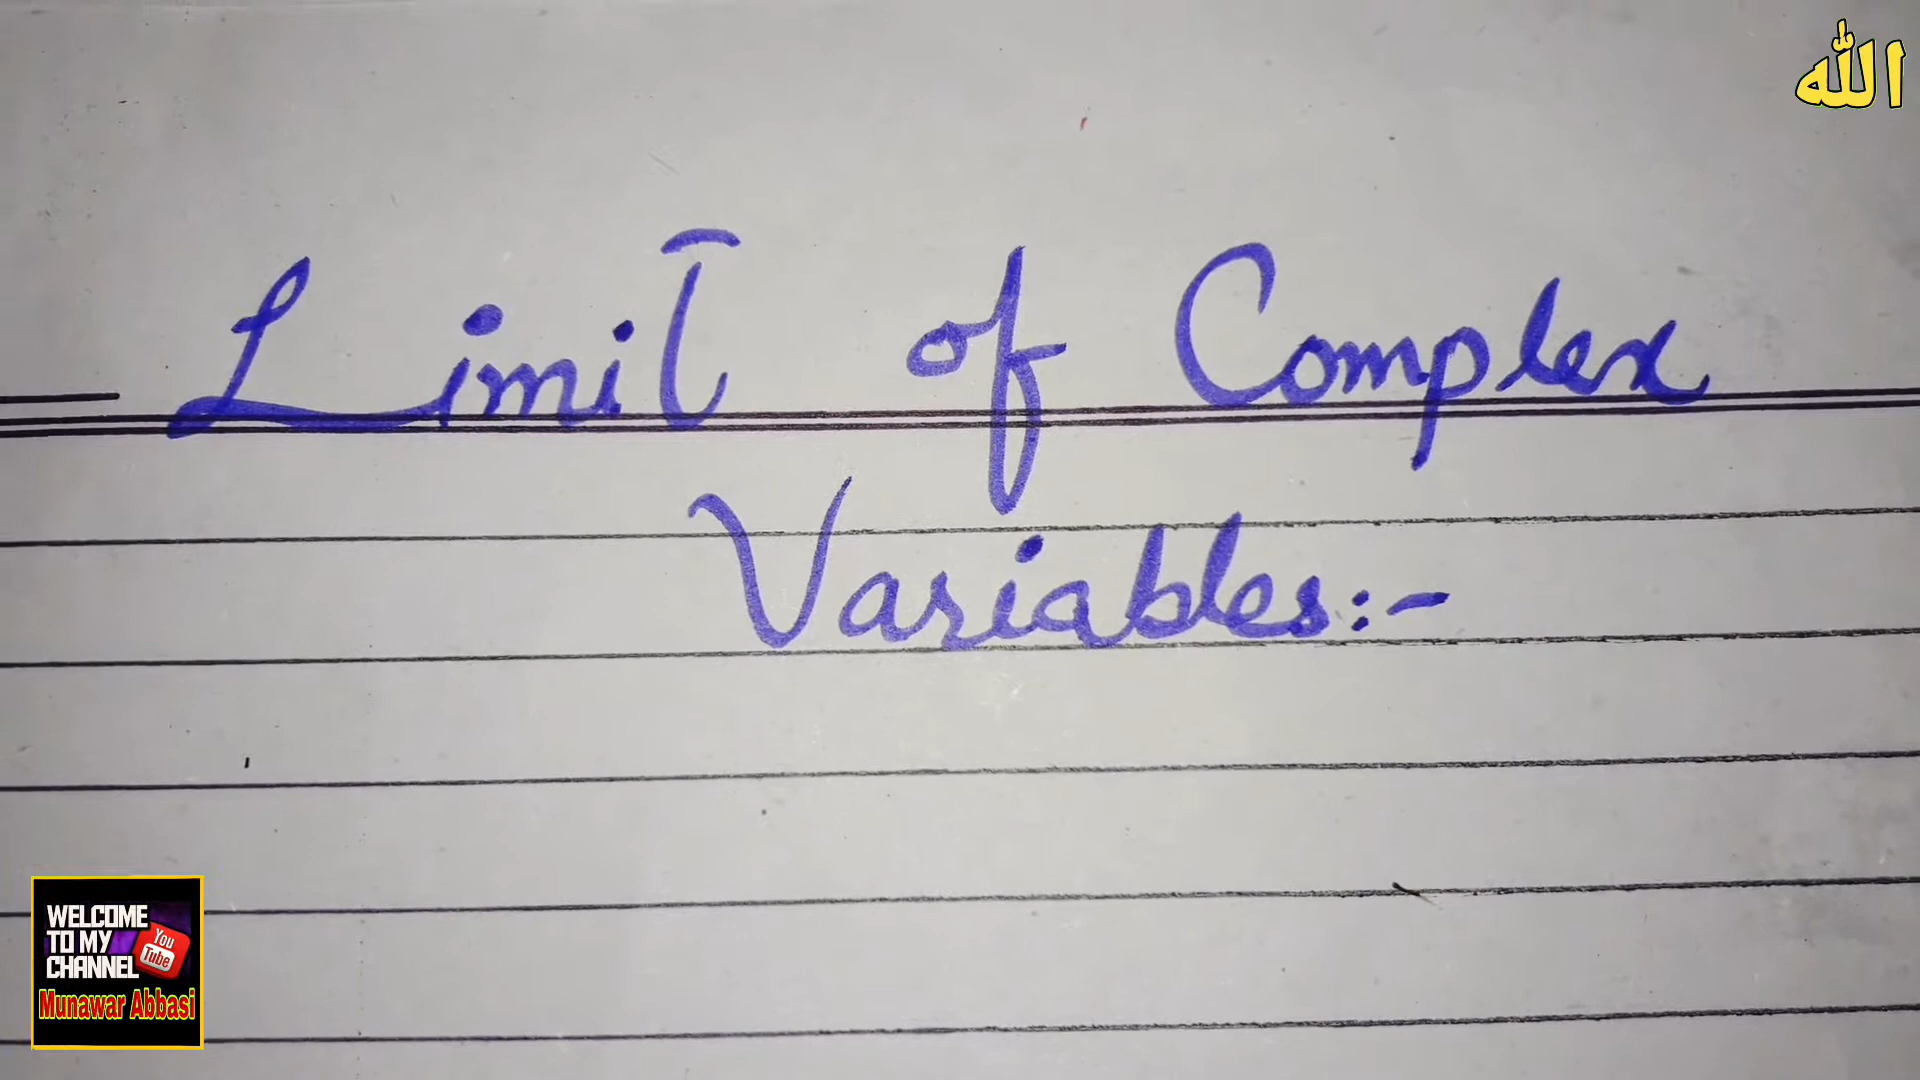 الله
Limit of Complex
Variables:-
WELCOME
TO MY
CHANNEL
You
Tube
Munawar Abbasi